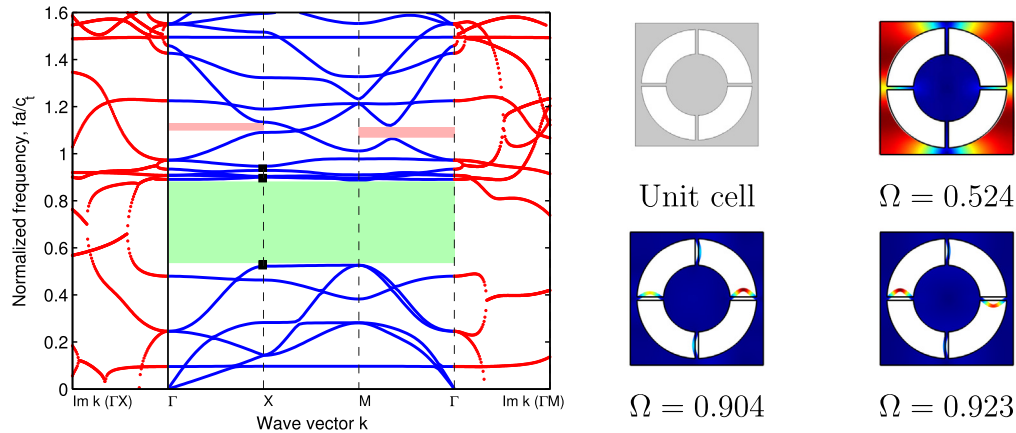 Normalized frequency, fa/c_t
1.6
1.4
1.2
1
0.8
0.6
0.4
0.2
0
Im k (ΓX)
Γ
X
M
Γ
Im k (ΓM)
Wave vector k
Unit cell
Ω = 0.524
Ω = 0.904
Ω = 0.923